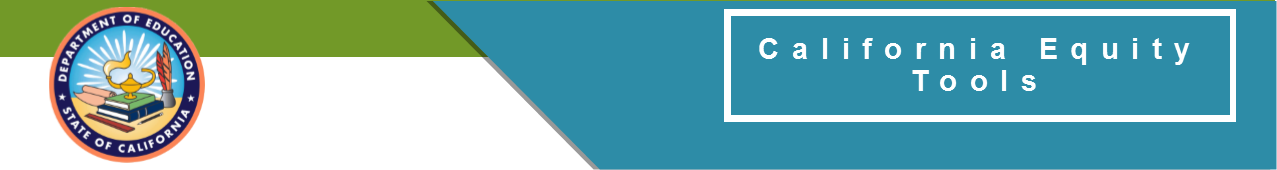 DEPARTMENT OF EDUCATION
STATE OF CALIFORNIA
California Equity
Tools